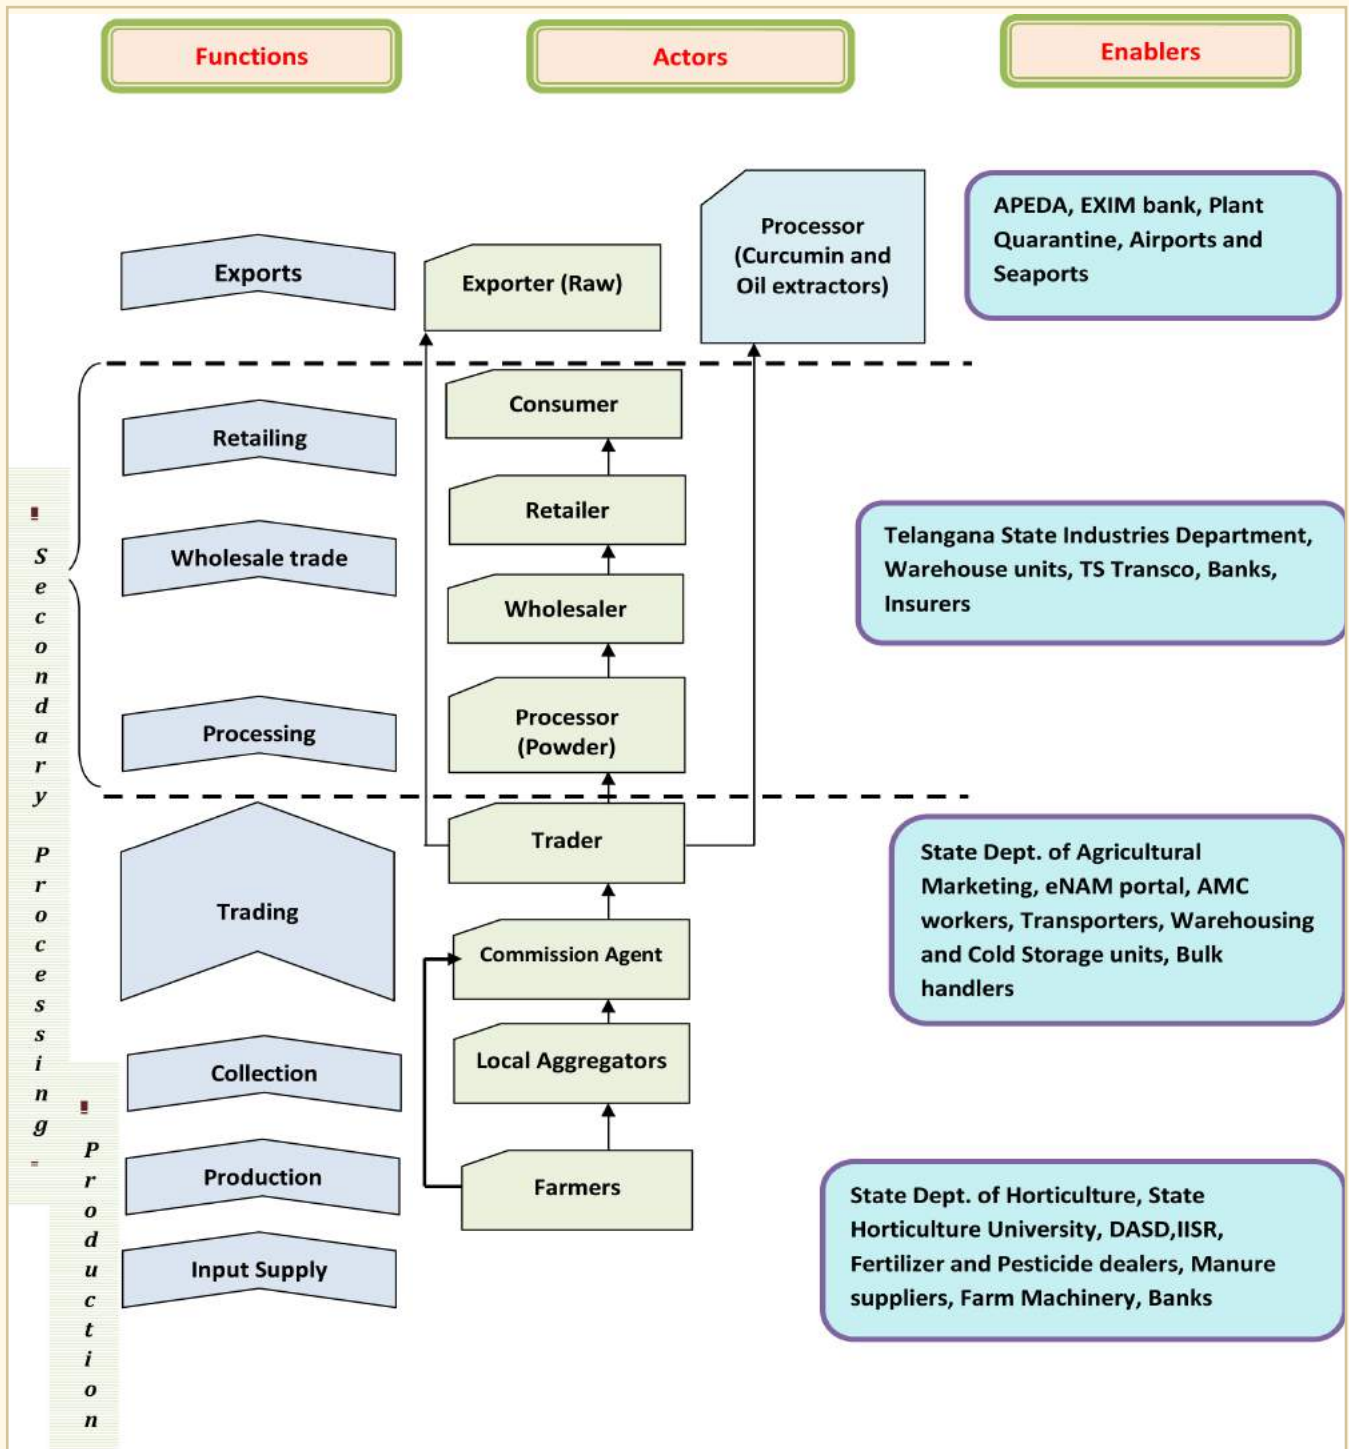 Functions
Actors
Enablers
Exports
Exporter (Raw)
Processor
(Curcumin and
Oil extractors)
APEDA, EXIM bank, Plant
Quarantine, Airports and
Seaports
Consumer
Retailing
Retailer
Wholesale trade
Wholesaler
Telangana State Industries Department,
Warehouse units, TS Transco, Banks,
Insurers
Processing
Processor
(Powder)
Trader
Trading
Commission Agent
State Dept. of Agricultural
Marketing, eNAM portal, AMC
workers, Transporters, Warehousing
and Cold Storage units, Bulk
handlers
Collection
Local Aggregators
Production
Farmers
Input Supply
State Dept. of Horticulture, State
Horticulture University, DASD,IISR,
Fertilizer and Pesticide dealers, Manure
suppliers, Farm Machinery, Banks
Secondary Processing
Production